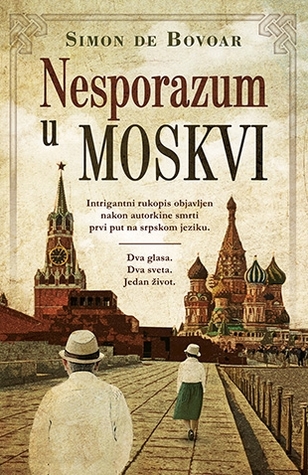 SIMON DE BOVOAR
Nesporazum
u MOSKVI
Intrigantni rukopis objavljen
nakon autorkine smrti
prvi put na srpskom jeziku.
Dva glasa.
Dva sveta.
Jedan život.